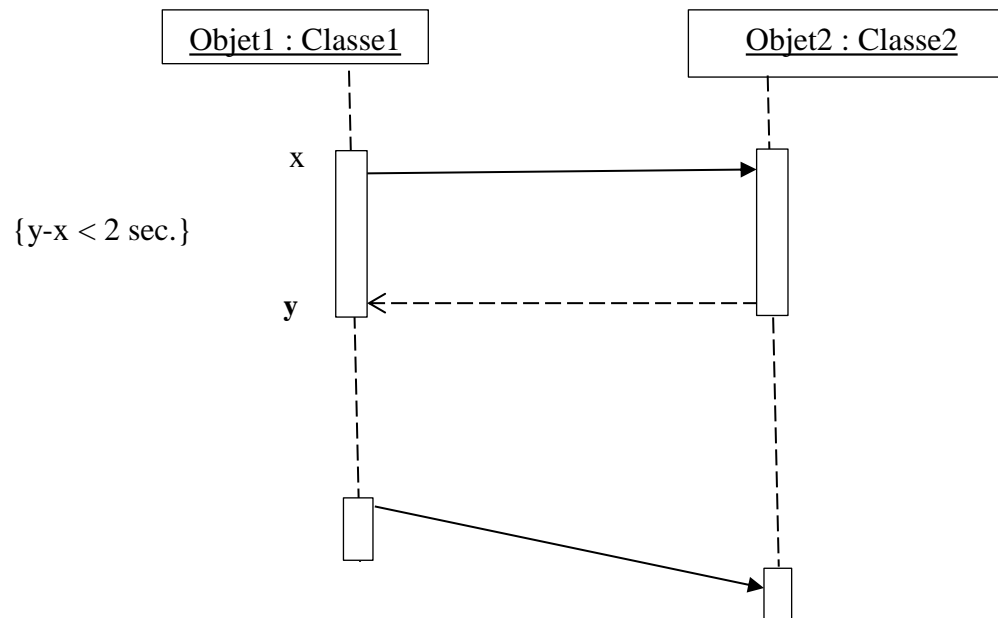 Objet1 : Classe1
Objet2 : Classe2
x
{y-x < 2 sec.}
y